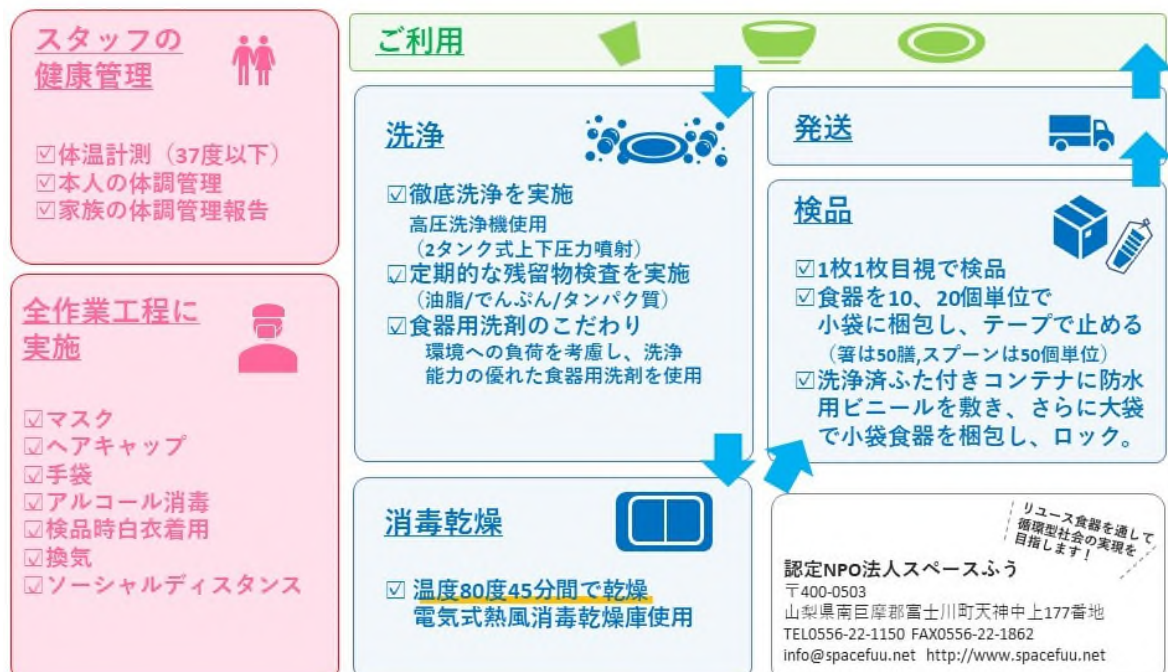 スタッフの
健康管理
☑体温計測（37度以下）
☑本人の体調管理
☑家族の体調管理報告
全作業工程に
実施
☑マスク
☑ヘアキャップ
☑手袋
☑アルコール消毒
☑検品時白衣着用
☑換気
☑ソーシャルディスタンス
ご利用
洗浄
☑徹底洗浄を実施
高圧洗浄機使用
（2タンク式上下圧力噴射）
☑定期的な残留物検査を実施
（油脂/でんぷん/タンパク質）
☑食器用洗剤のこだわり
環境への負荷を考慮し、洗浄
能力の優れた食器用洗剤を使用
消毒乾燥
☑ 温度80度45分間で乾燥
電気式熱風消毒乾燥庫使用
検品
☑1枚1枚目視で検品
☑食器を10、20個単位で
小袋に梱包し、テープで止める
（箸は50膳,スプーンは50個単位）
☑洗浄済ふた付きコンテナに防水
用ビニールを敷き、さらに大袋
で小袋食器を梱包し、ロック。
発送
リユース食器を通して
循環型社会の実現を
目指します！
認定NPO法人スペースふう
〒400-0503
山梨県南巨摩郡富士川町天神中上177番地
TEL0556-22-1150 FAX0556-22-1862
info@spacefuu.net http://www.spacefuu.net